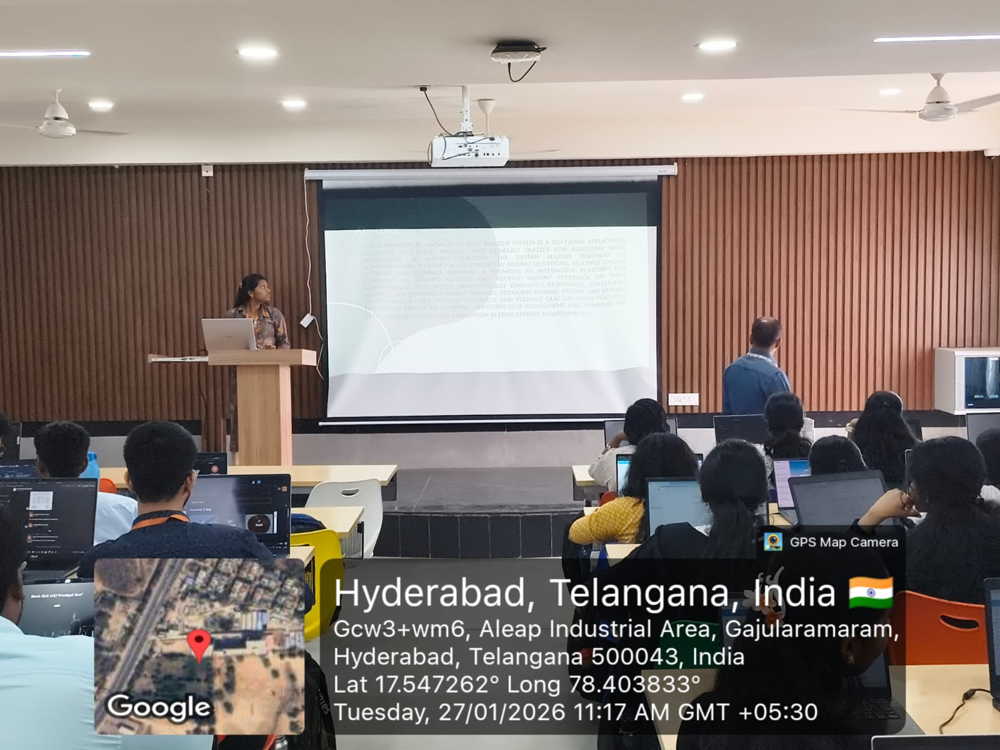 Abstract
THE FUNDAMENTAL KNOWLEDGE QUIZ BUILDER SYSTEM IS A SOFTWARE APPLICATION
DESIGNED TO CREATE, MANAGE, AND CONDUCT QUIZZES FOR ASSESSING BASIC
KNOWLEDGE IN VARIOUS SUBJECTS. THE SYSTEM ALLOWS TEACHERS OR
ADMINISTRATORS TO EASILY BUILD QUIZZES BY ADDING QUESTIONS, MULTIPLE-CHOICE
OPTIONS, AND CORRECT ANSWERS. IT PROVIDES AN INTERACTIVE PLATFORM FOR
STUDENTS TO ATTEMPT QUIZZES AND RECEIVE INSTANT FEEDBACK ON THEIR
PERFORMANCE. THE SYSTEM AUTOMATICALLY EVALUATES RESPONSES, CALCULATES
SCORES, AND GENERATES RESULT REPORTS, REDUCING MANUAL EFFORT AND ERRORS.
BY OFFERING A USER-FRIENDLY INTERFACE AND FLEXIBLE QUIZ CREATION FEATURES,
THE SYSTEM ENHANCES LEARNING, SUPPORTS SELF-ASSESSMENT, AND IMPROVES THE
EFFICIENCY OF KNOWLEDGE EVALUATION IN EDUCATIONAL ENVIRONMENTS.
GPS Map Camera
Hyderabad, Telangana, India
Gcw3+wm6, Aleap Industrial Area, Gajularamaram,
Hyderabad, Telangana 500043, India
Lat 17.547262° Long 78.403833°
Tuesday, 27/01/2026 11:17 AM GMT +05:30
Google